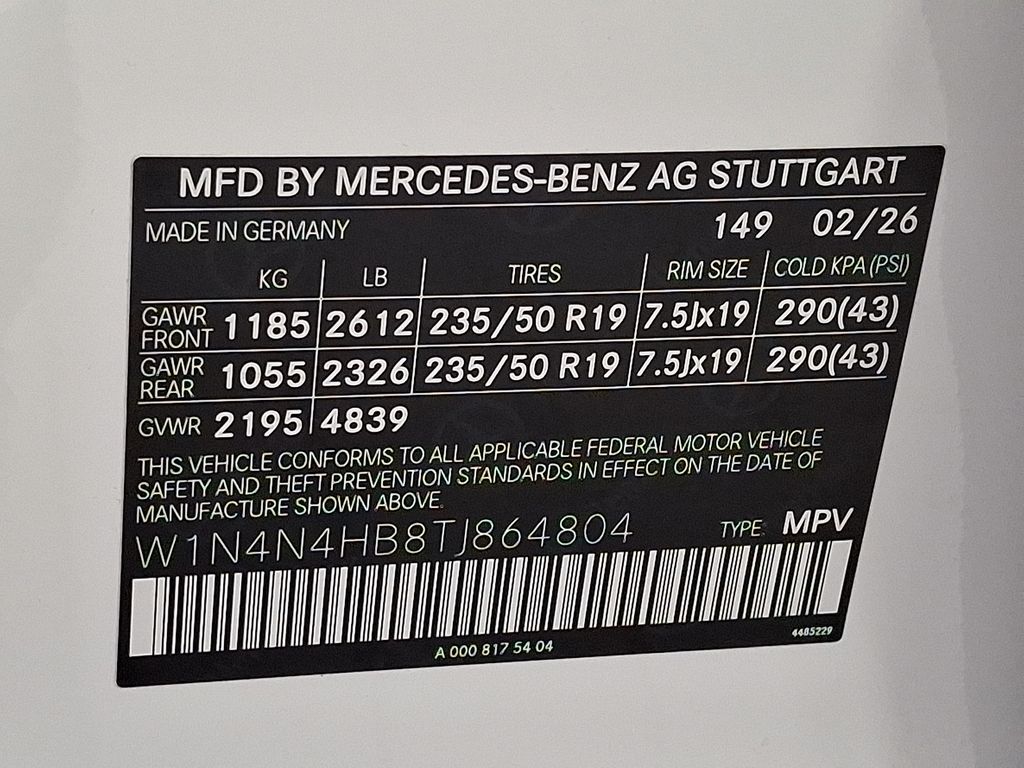 MFD BY MERCEDES-BENZ AG STUTTGART
MADE IN GERMANY 149 02/26
KG LB TIRES RIM SIZE COLD KPA (PSI)
GAWR FRONT 1185 2612 235/50 R19 7.5Jx19 290(43)
GAWR REAR 1055 2326 235/50 R19 7.5Jx19 290(43)
GVWR 2195 4839
THIS VEHICLE CONFORMS TO ALL APPLICABLE FEDERAL MOTOR VEHICLE
SAFETY AND THEFT PREVENTION STANDARDS IN EFFECT ON THE DATE OF
MANUFACTURE SHOWN ABOVE.
W1N4N4HB8TJ864804 TYPE: MPV
A 000 817 54 04 4485229